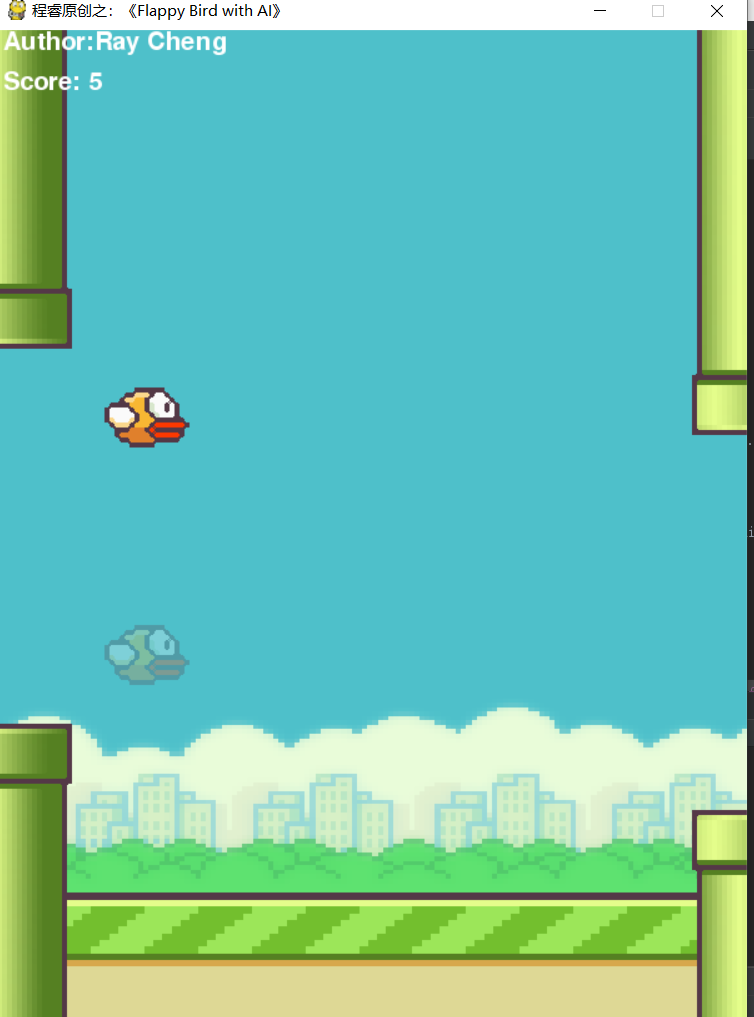 程睿原创之：《Flappy Bird with AI》
Author:Ray Cheng
Score: 5